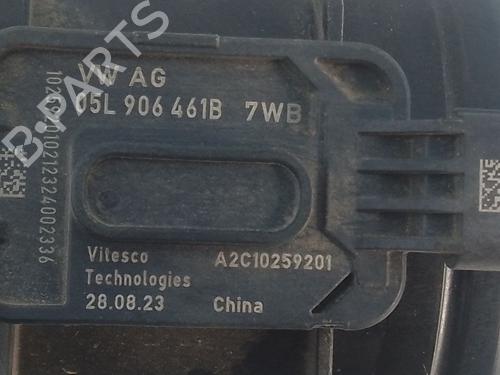 VW AG
05L 906 461B 7WB
Vitesco A2C10259201
Technologies
28.08.23 China
B-PARTS